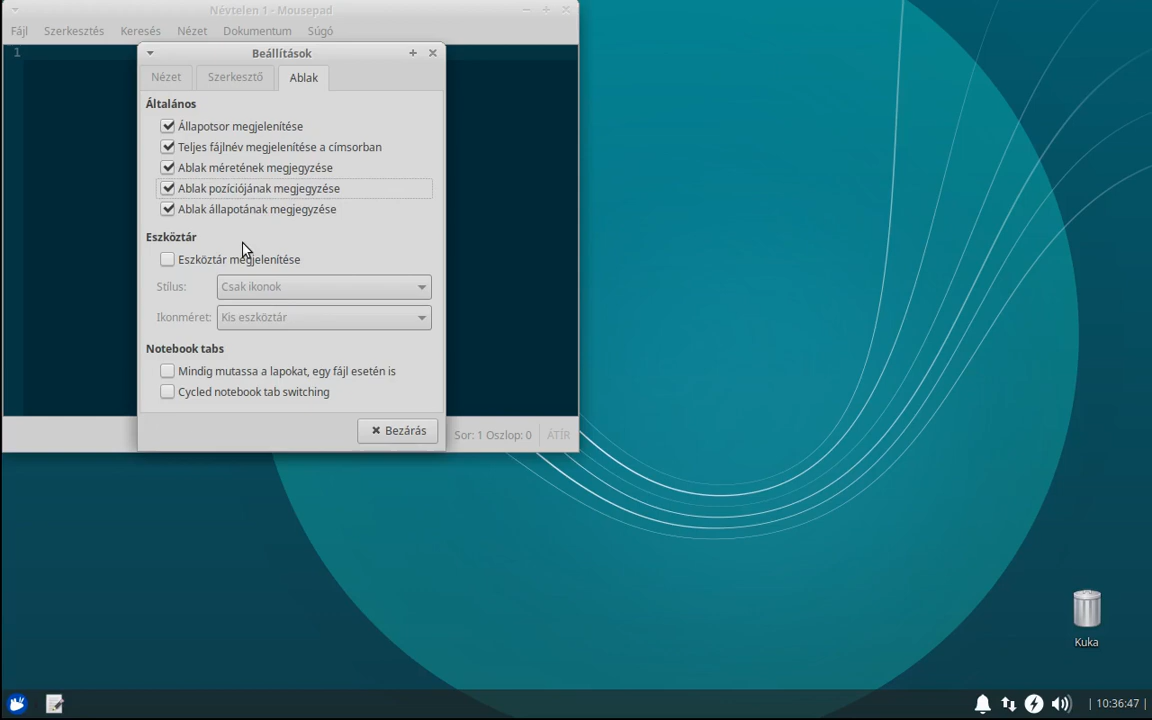 Névtelen 1 - Mousepad
Fájl Szerkesztés Keresés Nézet Dokumentum Súgó
1
Beállítások
Nézet Szerkesztő Ablak
Általános
Állapotsor megjelenítése
Teljes fájlnév megjelenítése a címsorban
Ablak méretének megjegyzése
Ablak pozíciójának megjegyzése
Ablak állapotának megjegyzése
Eszköztár
Eszköztár megjelenítése
Stílus: Csak ikonok
Ikonméret: Kis eszköztár
Notebook tabs
Mindig mutassa a lapokat, egy fájl esetén is
Cycled notebook tab switching
Bezárás
Sor: 1 Oszlop: 0 ÁTÍR
Kuka
10:36:47